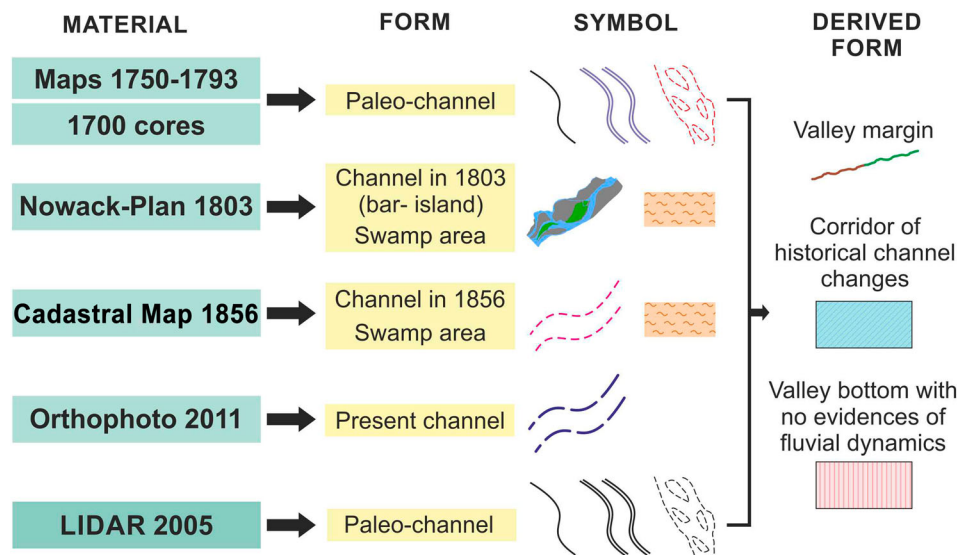 MATERIAL
FORM
SYMBOL
DERIVED
FORM
Maps 1750-1793
1700 cores
Paleo-channel
Nowack-Plan 1803
Channel in 1803
(bar- island)
Swamp area
Cadastral Map 1856
Channel in 1856
Swamp area
Orthophoto 2011
Present channel
LIDAR 2005
Paleo-channel
Valley margin
Corridor of
historical channel
changes
Valley bottom with
no evidences of
fluvial dynamics